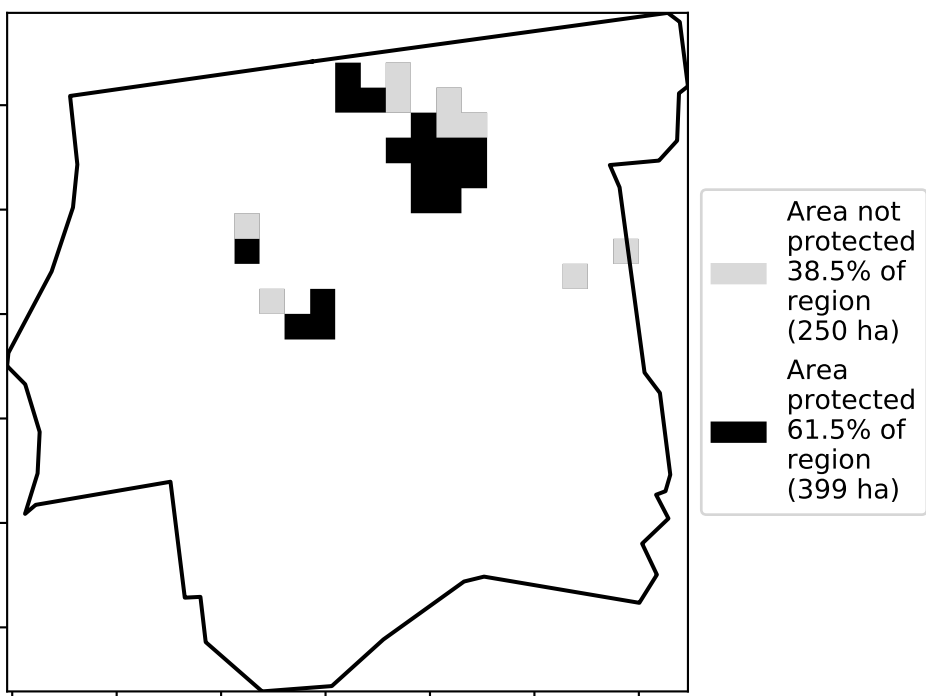 Area not
protected
38.5% of
region
(250 ha)
Area
protected
61.5% of
region
(399 ha)